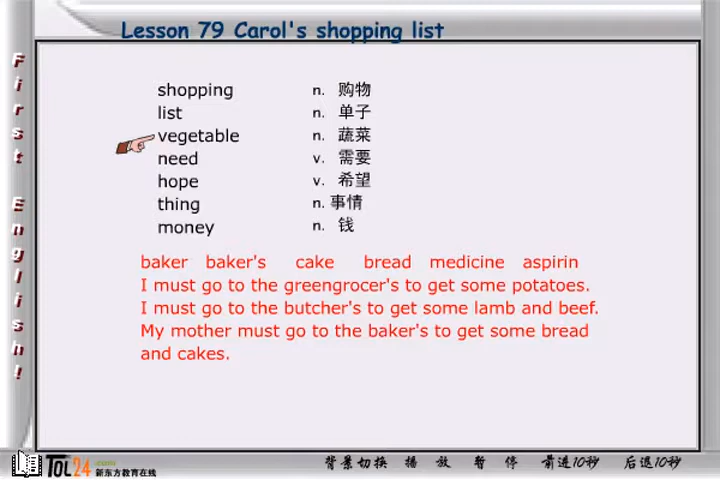 Lesson 79 Carol's shopping list
First English!
shopping n. 购物
list n. 单子
vegetable n. 蔬菜
need v. 需要
hope v. 希望
thing n. 事情
money n. 钱
baker baker's cake bread medicine aspirin
I must go to the greengrocer's to get some potatoes.
I must go to the butcher's to get some lamb and beef.
My mother must go to the baker's to get some bread
and cakes.
TOL24 新东方教育在线
背景切换 播放 暂停 前进10秒 后退10秒